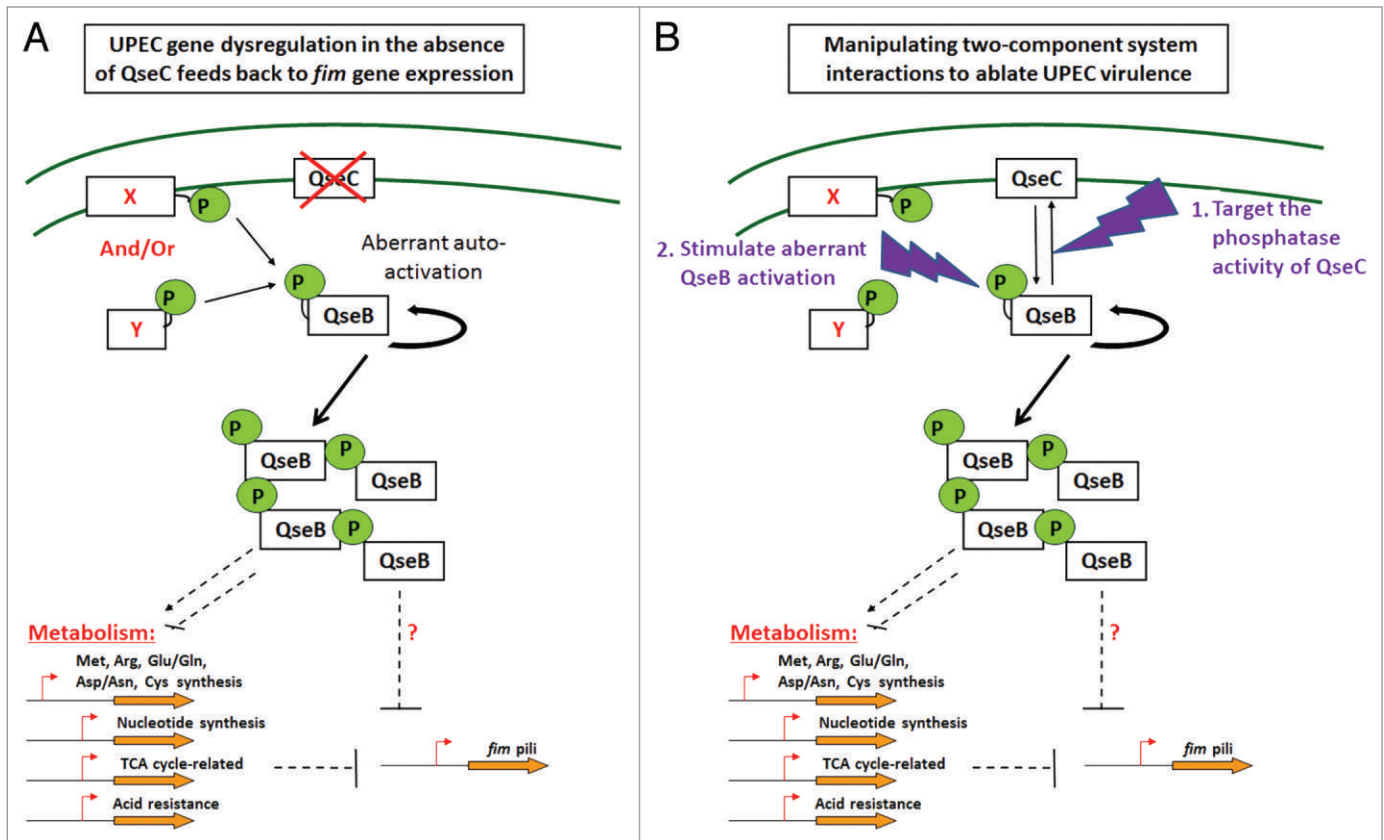 A
UPEC gene dysregulation in the absence
of QseC feeds back to fim gene expression
QseC
X
P
And/Or
Aberrant auto-
activation
P
P
Y
QseB
P
QseB
P
QseB
P
QseB
P
QseB
?
Metabolism:
Met, Arg, Glu/Gln,
Asp/Asn, Cys synthesis
Nucleotide synthesis
TCA cycle-related
Acid resistance
fim pili
B
Manipulating two-component system
interactions to ablate UPEC virulence
QseC
X
P
1. Target the
phosphatase
activity of QseC
2. Stimulate aberrant
QseB activation
P
P
Y
QseB
P
QseB
P
QseB
P
QseB
P
QseB
?
Metabolism:
Met, Arg, Glu/Gln,
Asp/Asn, Cys synthesis
Nucleotide synthesis
TCA cycle-related
Acid resistance
fim pili